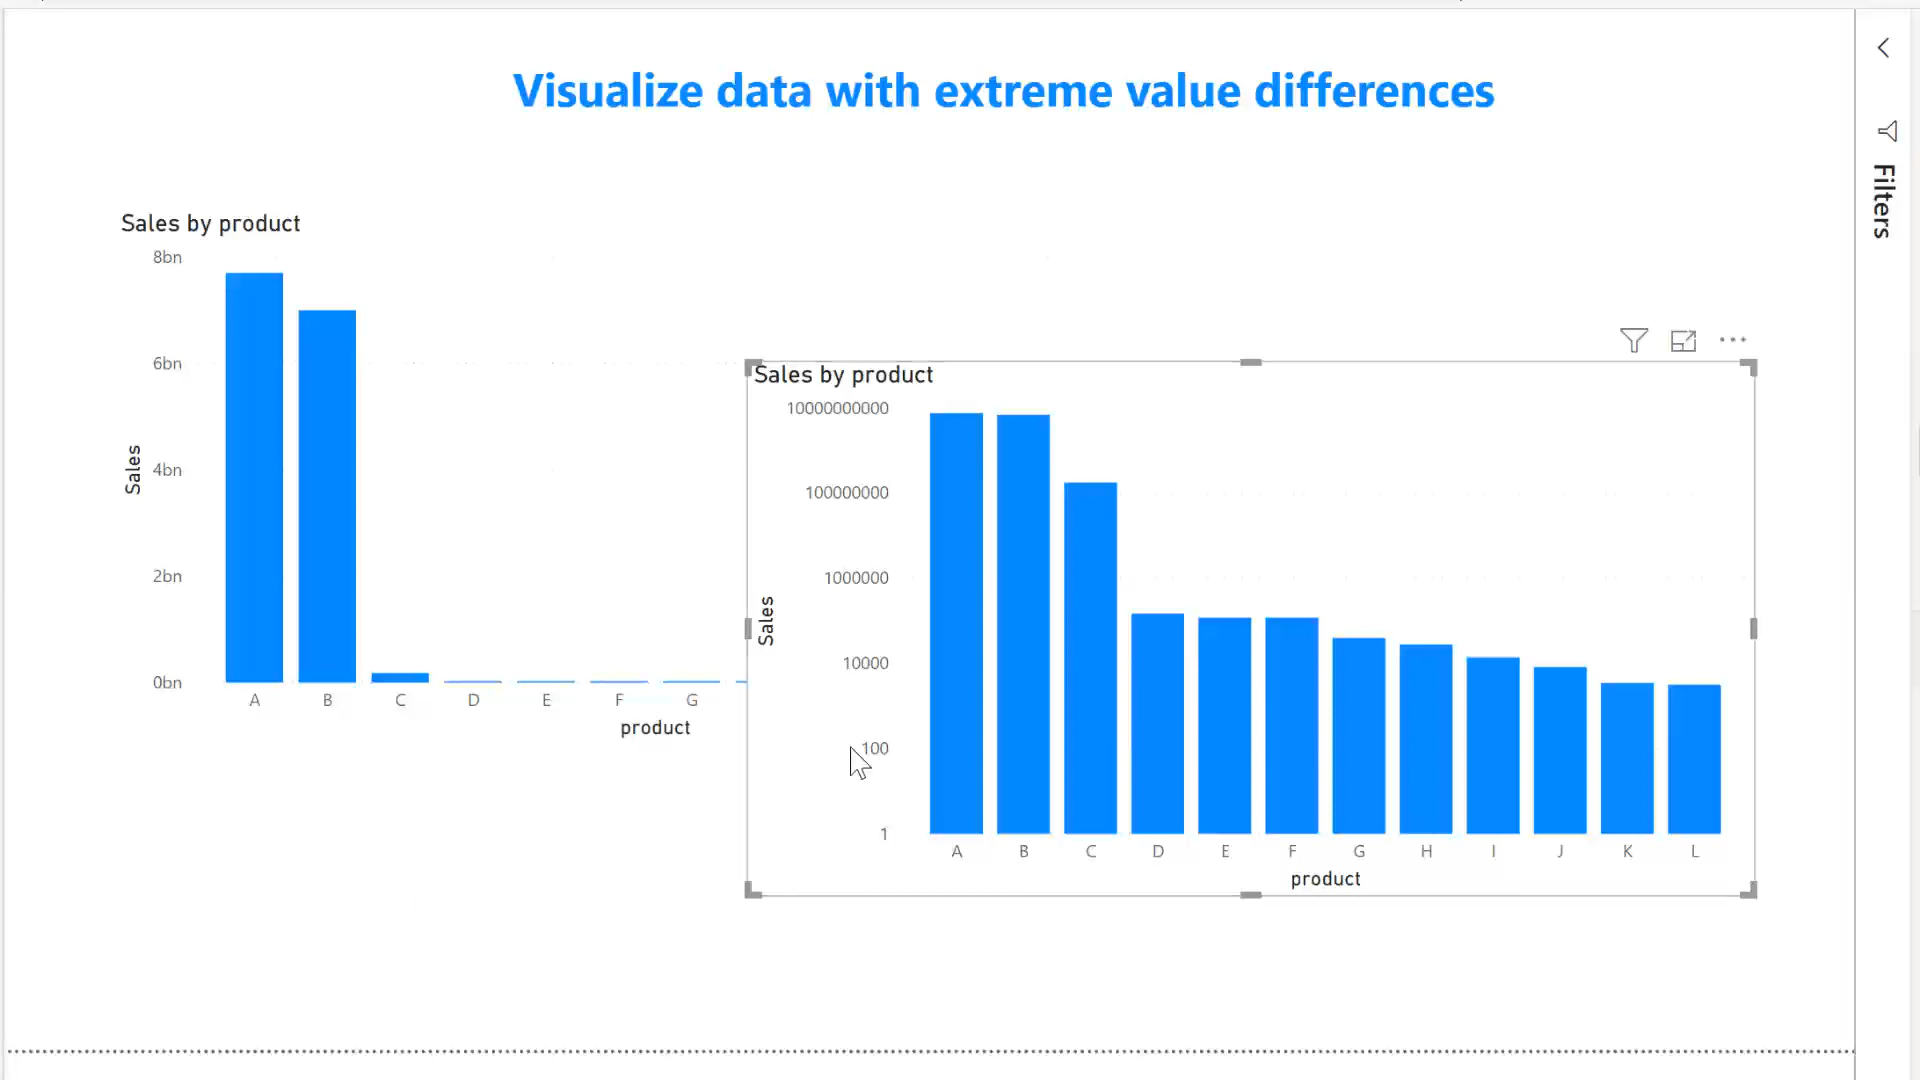 Visualize data with extreme value differences
Filters
Sales by product
8bn
6bn
4bn
2bn
0bn
Sales
A B C D E F G
product
Sales by product
10000000000
100000000
1000000
10000
100
1
Sales
A B C D E F G H I J K L
product